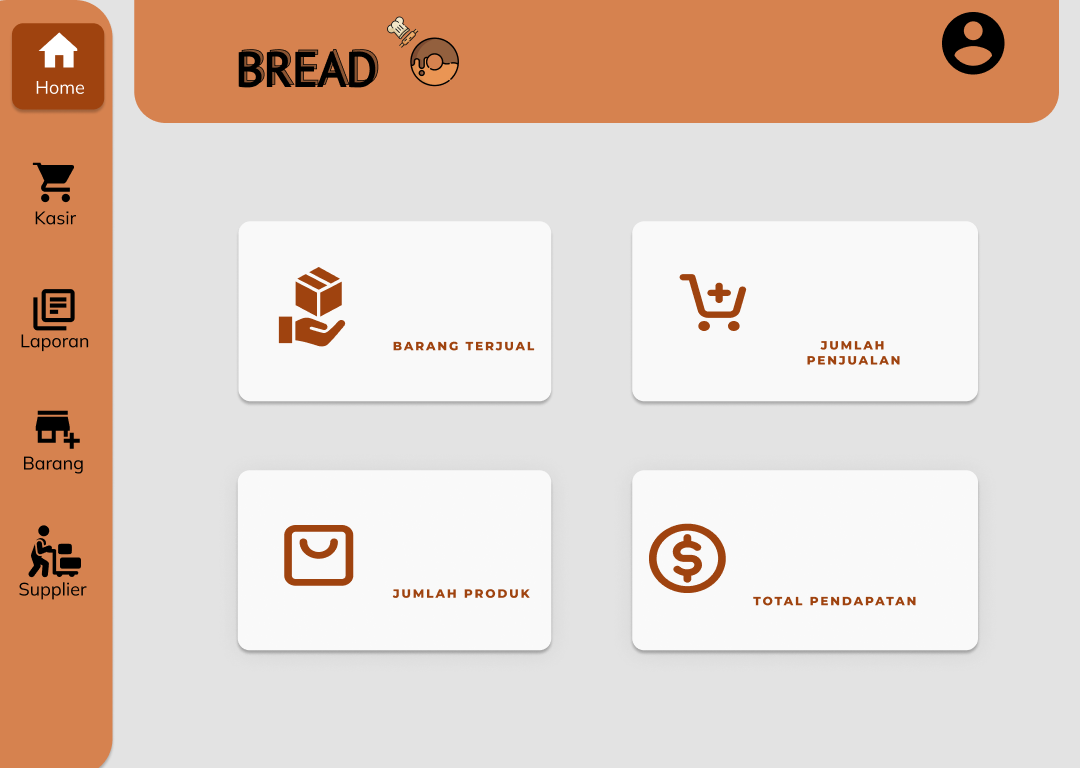 Home
Kasir
Laporan
Barang
Supplier
BREAD
BARANG TERJUAL
JUMLAH
PENJUALAN
JUMLAH PRODUK
TOTAL PENDAPATAN